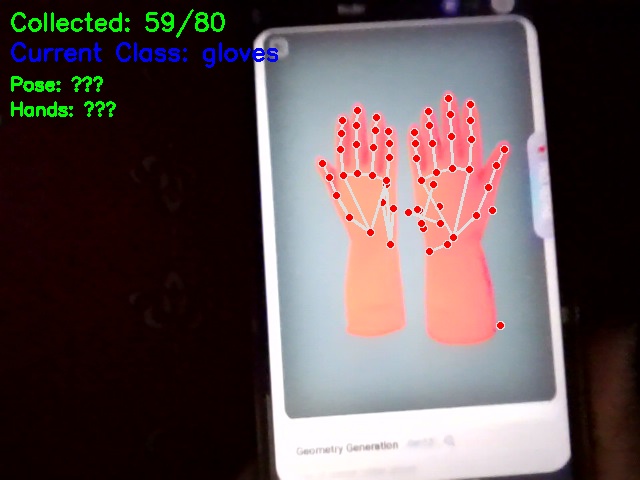 Collected: 59/80
Current Class: gloves
Pose: ???
Hands: ???
Geometry Generation